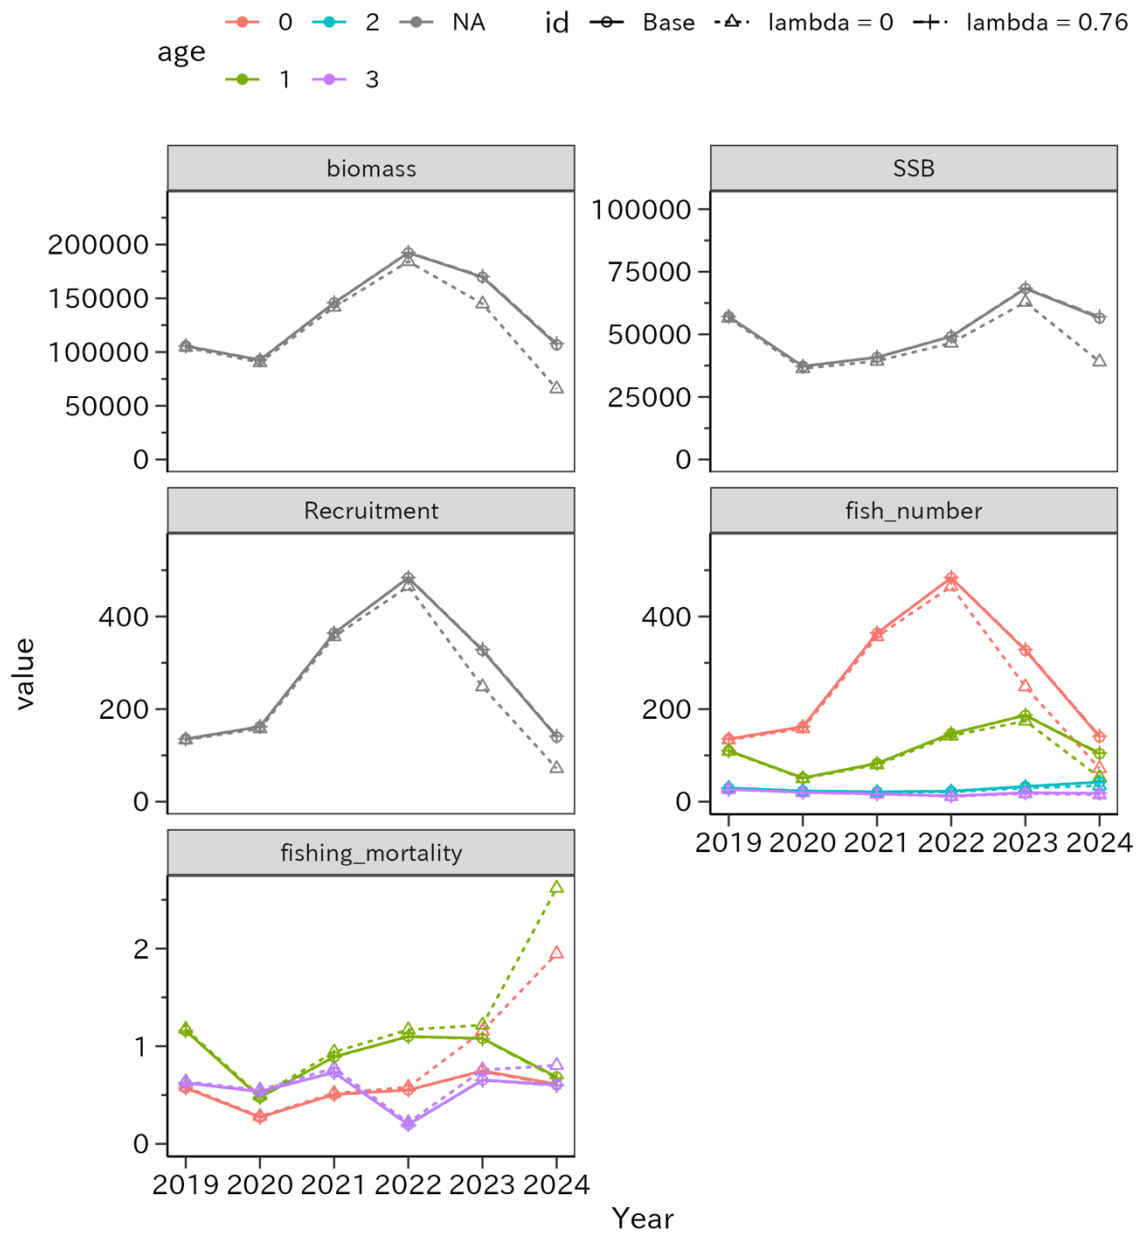 age
0 2 NA
1 3
id Base lambda = 0 lambda = 0.76
biomass
200000
150000
100000
50000
0
SSB
100000
75000
50000
25000
0
Recruitment
400
200
0
fish_number
400
200
0
2019 2020 2021 2022 2023 2024
fishing_mortality
2
1
0
2019 2020 2021 2022 2023 2024
value
Year